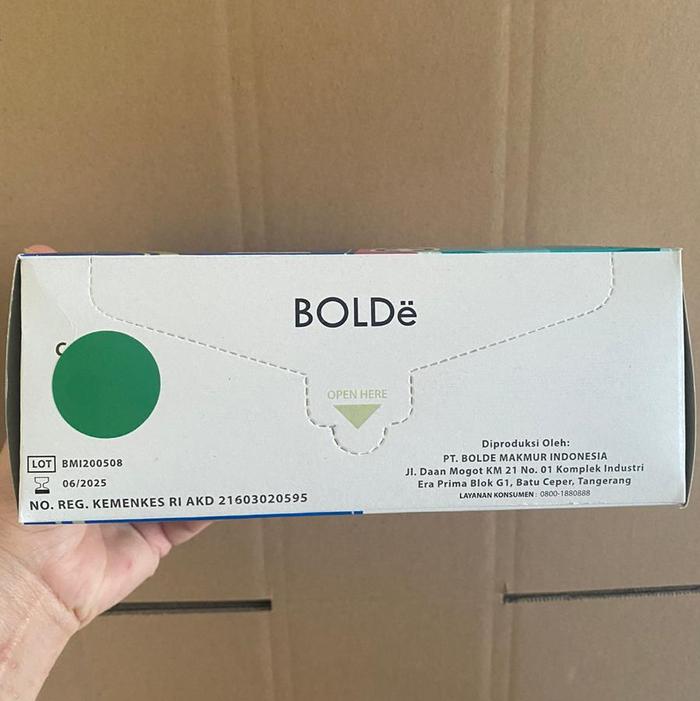 BOLDë
OPEN HERE
LOT BMI200508
06/2025
NO. REG. KEMENKES RI AKD 21603020595
Diproduksi Oleh:
PT. BOLDE MAKMUR INDONESIA
Jl. Daan Mogot KM 21 No. 01 Komplek Industri
Era Prima Blok G1, Batu Ceper, Tangerang
LAYANAN KONSUMEN : 0800-1880888